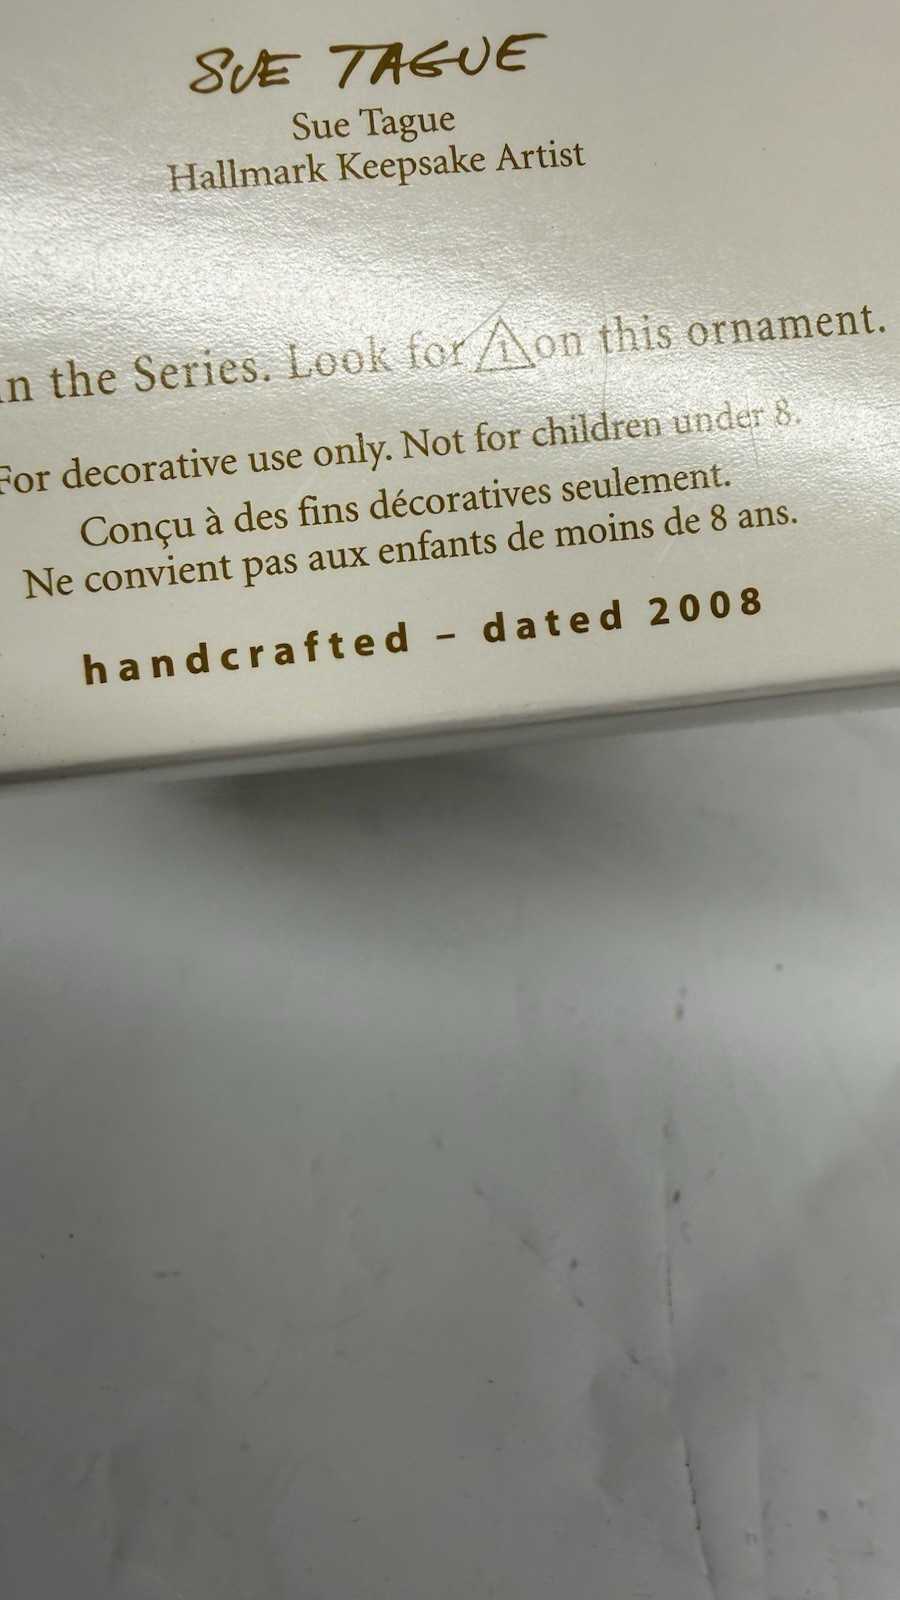 SUE TAGUE
Sue Tague
Hallmark Keepsake Artist
in the Series. Look for 1 on this ornament.
For decorative use only. Not for children under 8.
Conçu à des fins décoratives seulement.
Ne convient pas aux enfants de moins de 8 ans.
handcrafted – dated 2008